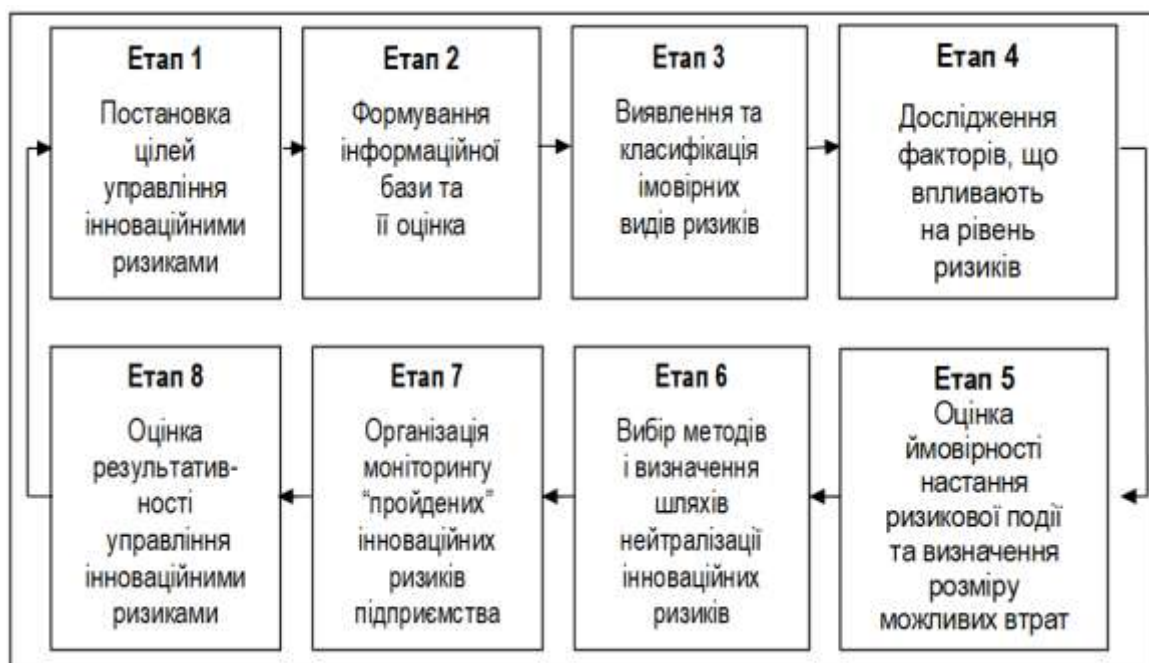 Етап 1
Постановка
цілей
управління
інноваційними
ризиками
Етап 2
Формування
інформаційної
бази та
її оцінка
Етап 3
Виявлення та
класифікація
імовірних
видів ризиків
Етап 4
Дослідження
факторів, що
впливають
на рівень
ризиків
Етап 8
Оцінка
результатив-
ності
управління
інноваційними
ризиками
Етап 7
Організація
моніторингу
“пройдених”
інноваційних
ризиків
підприємства
Етап 6
Вибір методів
і визначення
шляхів
нейтралізації
інноваційних
ризиків
Етап 5
Оцінка
ймовірності
настання
ризикової події
та визначення
розміру
можливих втрат